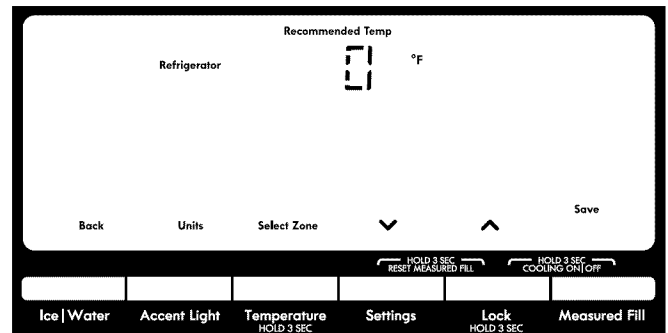 Recommended Temp
Refrigerator 0 °F
Save
Back Units Select Zone
HOLD 3 SEC HOLD 3 SEC
RESET MEASURED FILL COOLING ON|OFF
Ice|Water Accent Light Temperature Settings Lock Measured Fill
HOLD 3 SEC HOLD 3 SEC